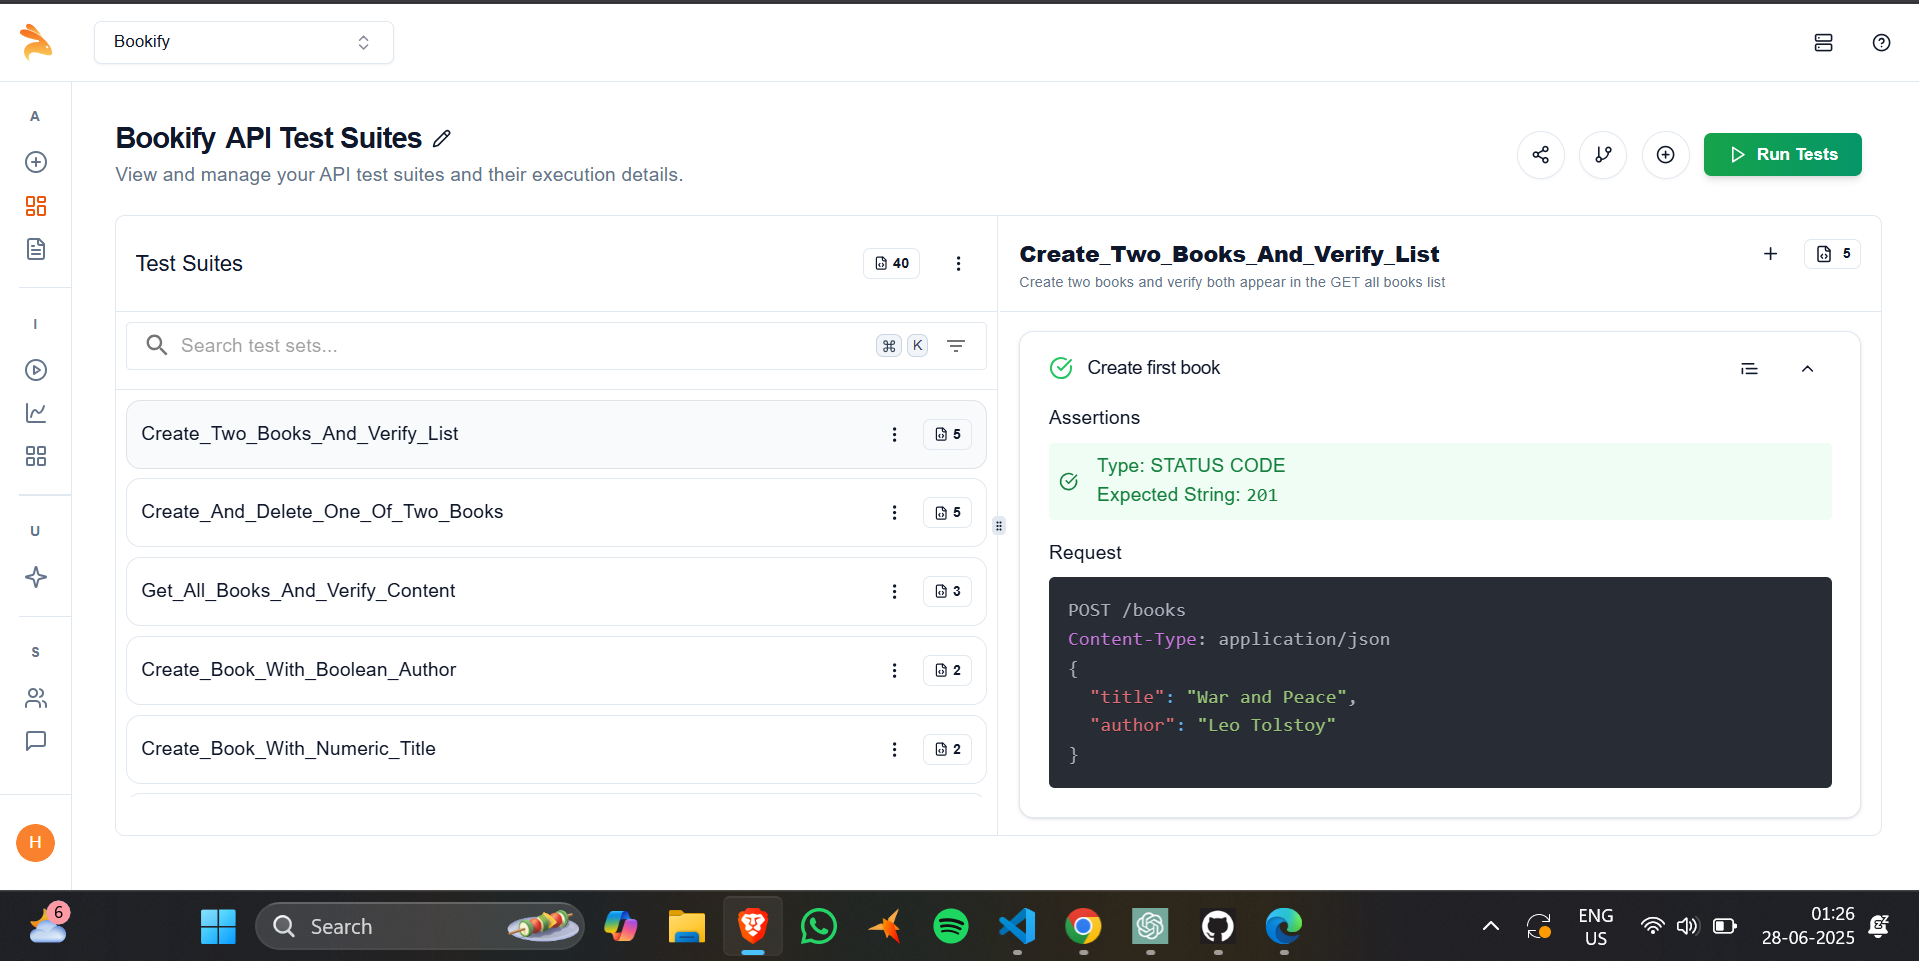 Bookify
A
I
U
S
H
Bookify API Test Suites
View and manage your API test suites and their execution details.
Run Tests
Test Suites
40
Search test sets...
⌘ K
Create_Two_Books_And_Verify_List
5
Create_And_Delete_One_Of_Two_Books
5
Get_All_Books_And_Verify_Content
3
Create_Book_With_Boolean_Author
2
Create_Book_With_Numeric_Title
2
Create_Two_Books_And_Verify_List
5
Create two books and verify both appear in the GET all books list
Create first book
Assertions
Type: STATUS CODE
Expected String: 201
Request
POST /books
Content-Type: application/json
{
"title": "War and Peace",
"author": "Leo Tolstoy"
}
6
Search
ENG
US
01:26
28-06-2025